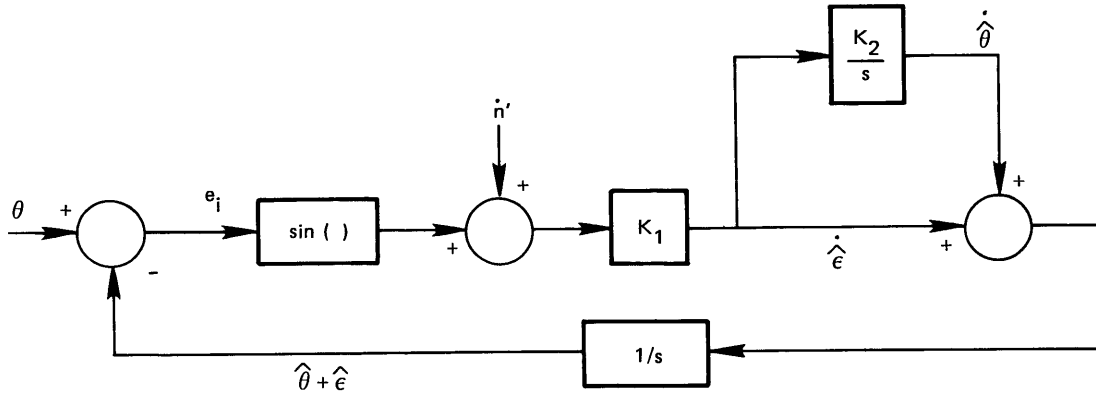 K₂
s
θ̂̇
ṅ'
θ
+
-
eᵢ
sin ( )
+
+
K₁
ε̂̇
+
+
1/s
θ̂ + ε̂